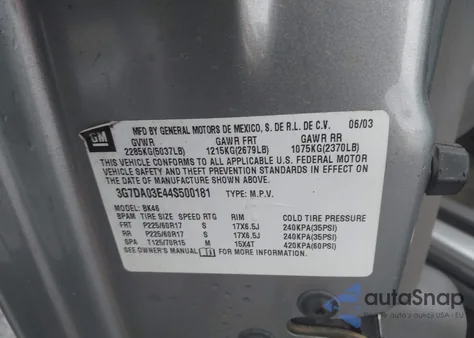 GM
MFD BY GENERAL MOTORS DE MEXICO, S. DE R.L. DE C.V. 06/03
GVWR GAWR FRT GAWR RR
2285KG(5037LB) 1215KG(2679LB) 1075KG(2370LB)
THIS VEHICLE CONFORMS TO ALL APPLICABLE U.S. FEDERAL MOTOR
VEHICLE SAFETY AND THEFT PREVENTION STANDARDS IN EFFECT ON
THE DATE OF MANUFACTURE SHOWN ABOVE.
3G7DA03E44S500181 TYPE: M.P.V.
MODEL: BK46
BPAM TIRE SIZE SPEED RTG RIM COLD TIRE PRESSURE
FRT P225/60R17 S 17X6.5J 240KPA(35PSI)
RR P225/60R17 S 17X6.5J 240KPA(35PSI)
SPA T125/70R15 M 15X4T 420KPA(60PSI)
SEE OWNER'S MANUAL
autoSnap